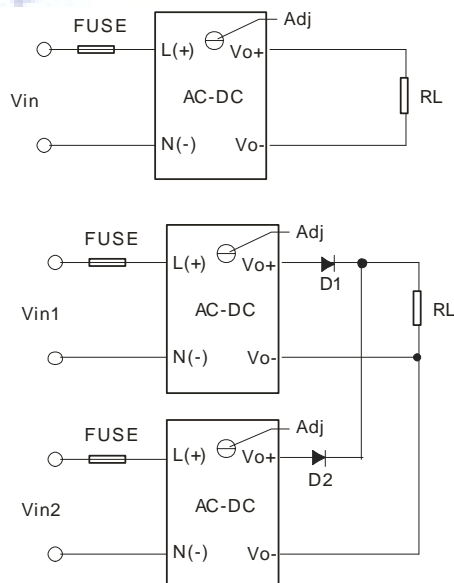 FUSE
Adj
L(+)
Vo+
Vin
AC-DC
RL
N(-)
Vo-
FUSE
Adj
L(+)
Vo+
D1
Vin1
AC-DC
RL
N(-)
Vo-
FUSE
Adj
L(+)
Vo+
D2
Vin2
AC-DC
N(-)
Vo-